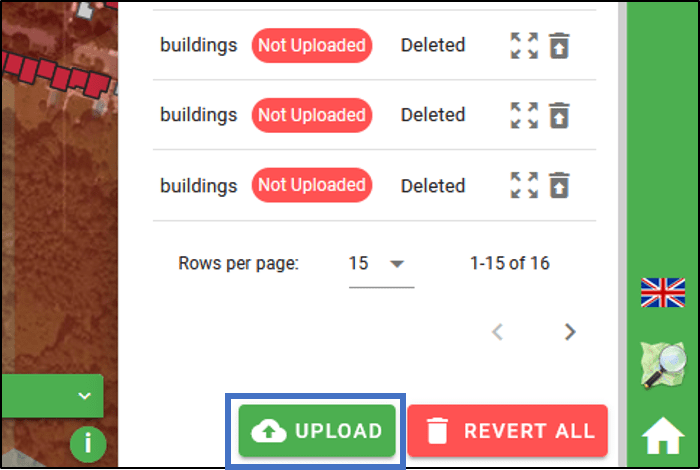 buildings Not Uploaded Deleted
buildings Not Uploaded Deleted
buildings Not Uploaded Deleted
Rows per page: 15 1-15 of 16
UPLOAD REVERT ALL
i